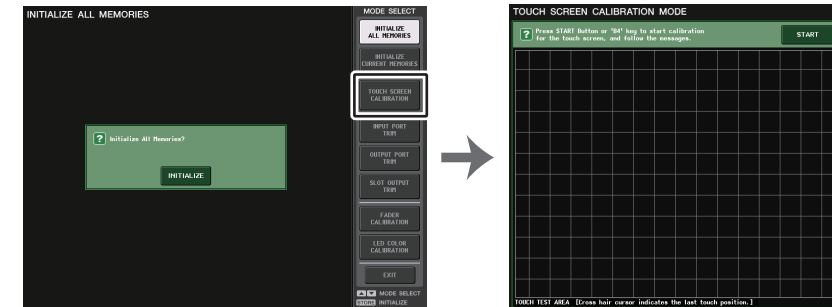 INITIALIZE ALL MEMORIES
? Initialize All Memories?
INITIALIZE
MODE SELECT
INITIALIZE
ALL MEMORIES
INITIALIZE
CURRENT MEMORIES
TOUCH SCREEN
CALIBRATION
INPUT PORT
TRIM
OUTPUT PORT
TRIM
SLOT OUTPUT
TRIM
FADER
CALIBRATION
LED COLOR
CALIBRATION
EXIT
MODE SELECT
STORE INITIALIZE
TOUCH SCREEN CALIBRATION MODE
? Press START Button or "B4" key to start calibration
for the touch screen, and follow the messages.
START
TOUCH TEST AREA [Cross hair cursor indicates the last touch position.]